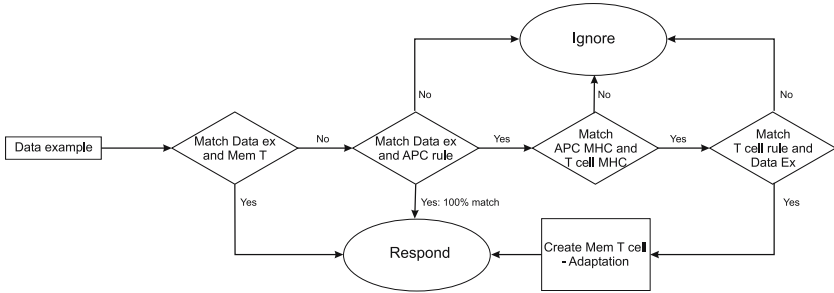 Ignore
No
No
No
Data example
Match Data ex
and Mem T
No
Match Data ex
and APC rule
Yes
Match
APC MHC and
T cell MHC
Yes
Match
T cell rule and
Data Ex
Yes
Yes: 100% match
Yes
Respond
Create Mem T cell
- Adaptation